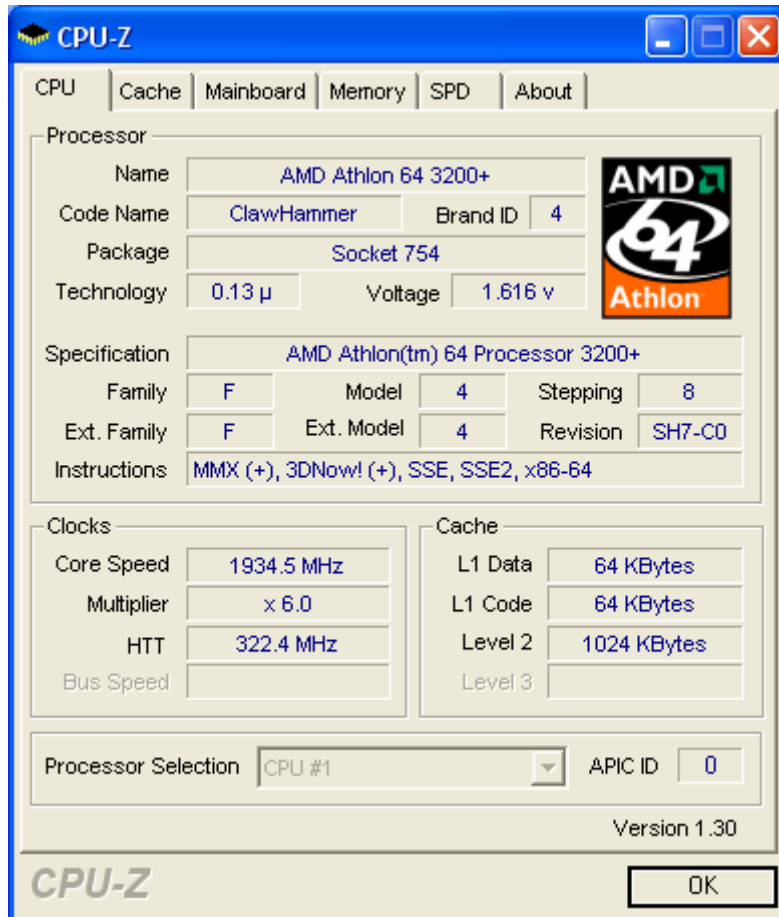 CPU-Z
CPU Cache Mainboard Memory SPD About
Processor
Name AMD Athlon 64 3200+
Code Name ClawHammer Brand ID 4
Package Socket 754
Technology 0.13 µ Voltage 1.616 v
AMD
64
Athlon
Specification AMD Athlon(tm) 64 Processor 3200+
Family F Model 4 Stepping 8
Ext. Family F Ext. Model 4 Revision SH7-C0
Instructions MMX (+), 3DNow! (+), SSE, SSE2, x86-64
Clocks
Core Speed 1934.5 MHz
Multiplier x 6.0
HTT 322.4 MHz
Bus Speed
Cache
L1 Data 64 KBytes
L1 Code 64 KBytes
Level 2 1024 KBytes
Level 3
Processor Selection CPU #1 APIC ID 0
Version 1.30
CPU-Z OK